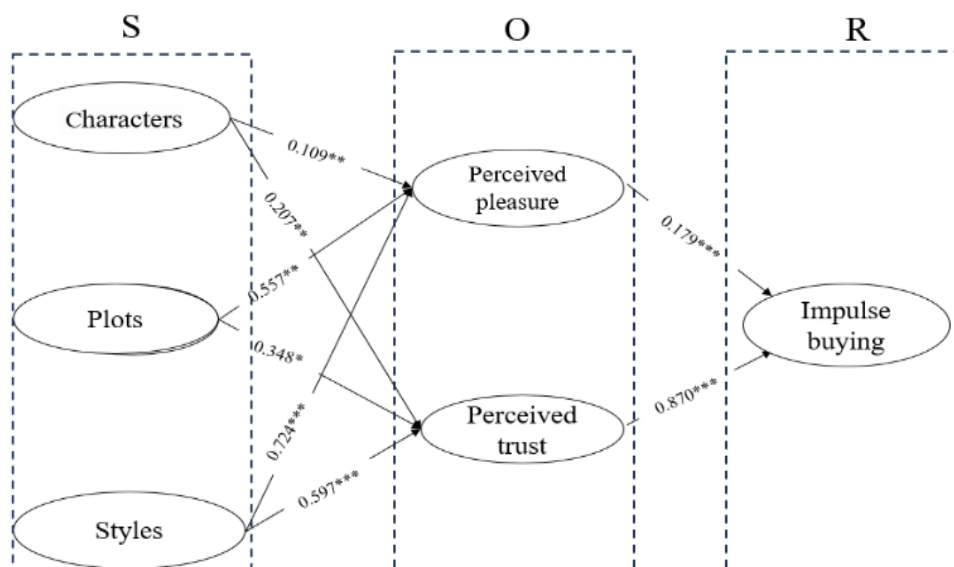 S
O
R
Characters
0.109**
0.207**
Perceived
pleasure
0.179***
Plots
0.557**
0.348*
Impulse
buying
Perceived
trust
0.870***
0.724***
0.597***
Styles